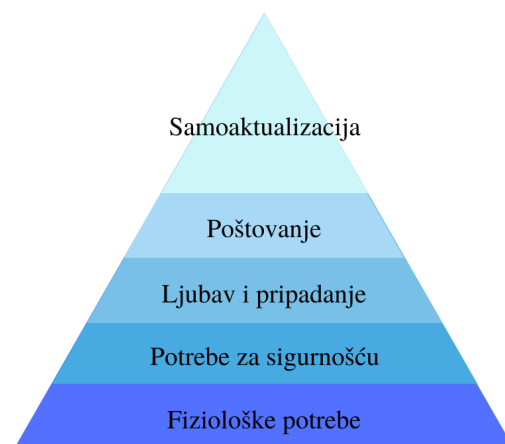 Samoaktualizacija
Poštovanje
Ljubav i pripadanje
Potrebe za sigurnošću
Fiziološke potrebe